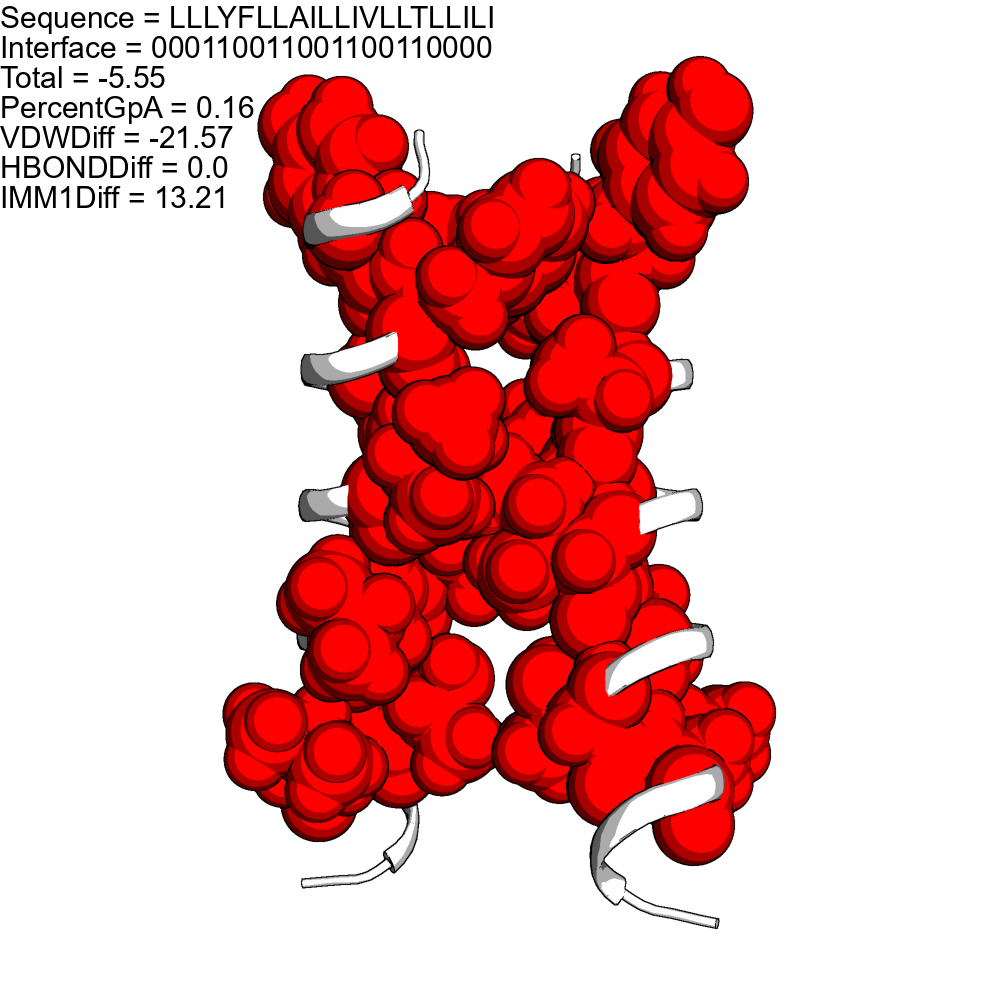 Sequence = LLLYFLLAILLIVLLTLLILI
Interface = 000110011001100110000
Total = -5.55
PercentGpA = 0.16
VDWDiff = -21.57
HBONDDiff = 0.0
IMM1Diff = 13.21